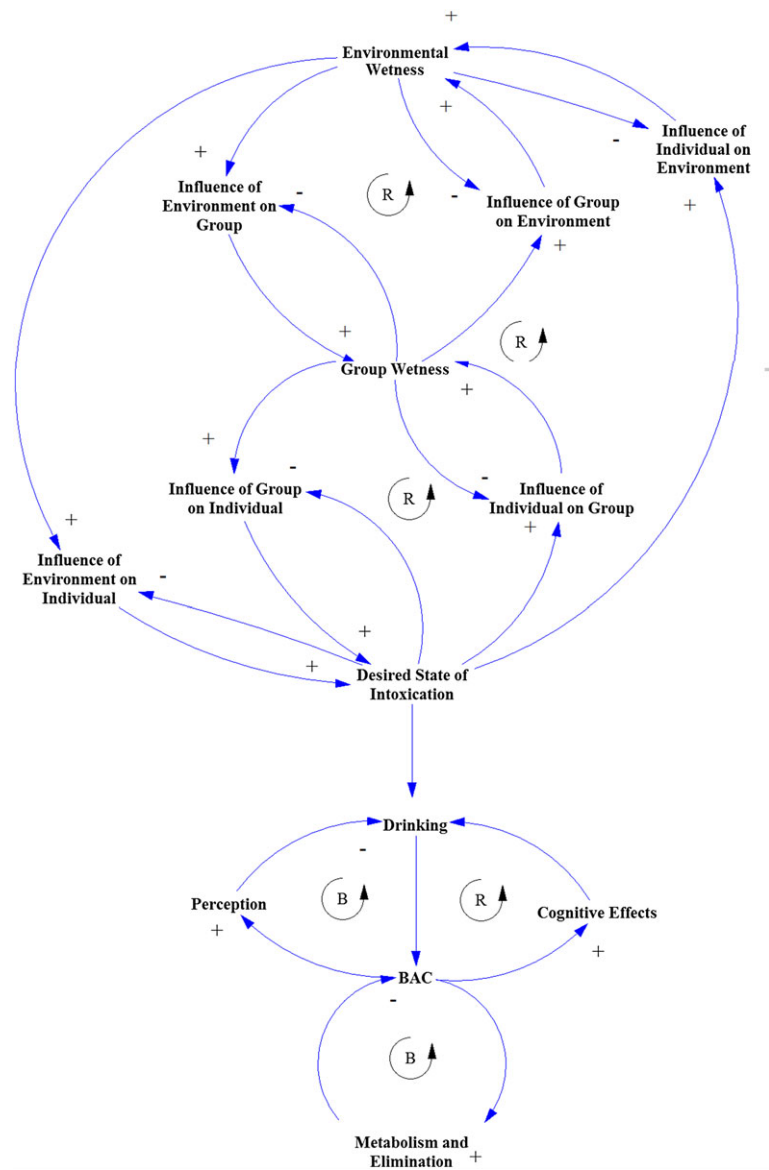 +
Environmental
Wetness
+
-
Influence of
Individual on
Environment
+
+
Influence of
Environment on
Group
-
R
-
Influence of Group
on Environment
+
+
R
Group Wetness
+
-
+
Influence of Group
on Individual
-
R
-
Influence of
Individual on Group
+
+
Influence of
Environment on
Individual
-
+
+
Desired State of
Intoxication
Drinking
-
B
R
Perception
+
Cognitive Effects
+
BAC
-
B
Metabolism and
Elimination
+